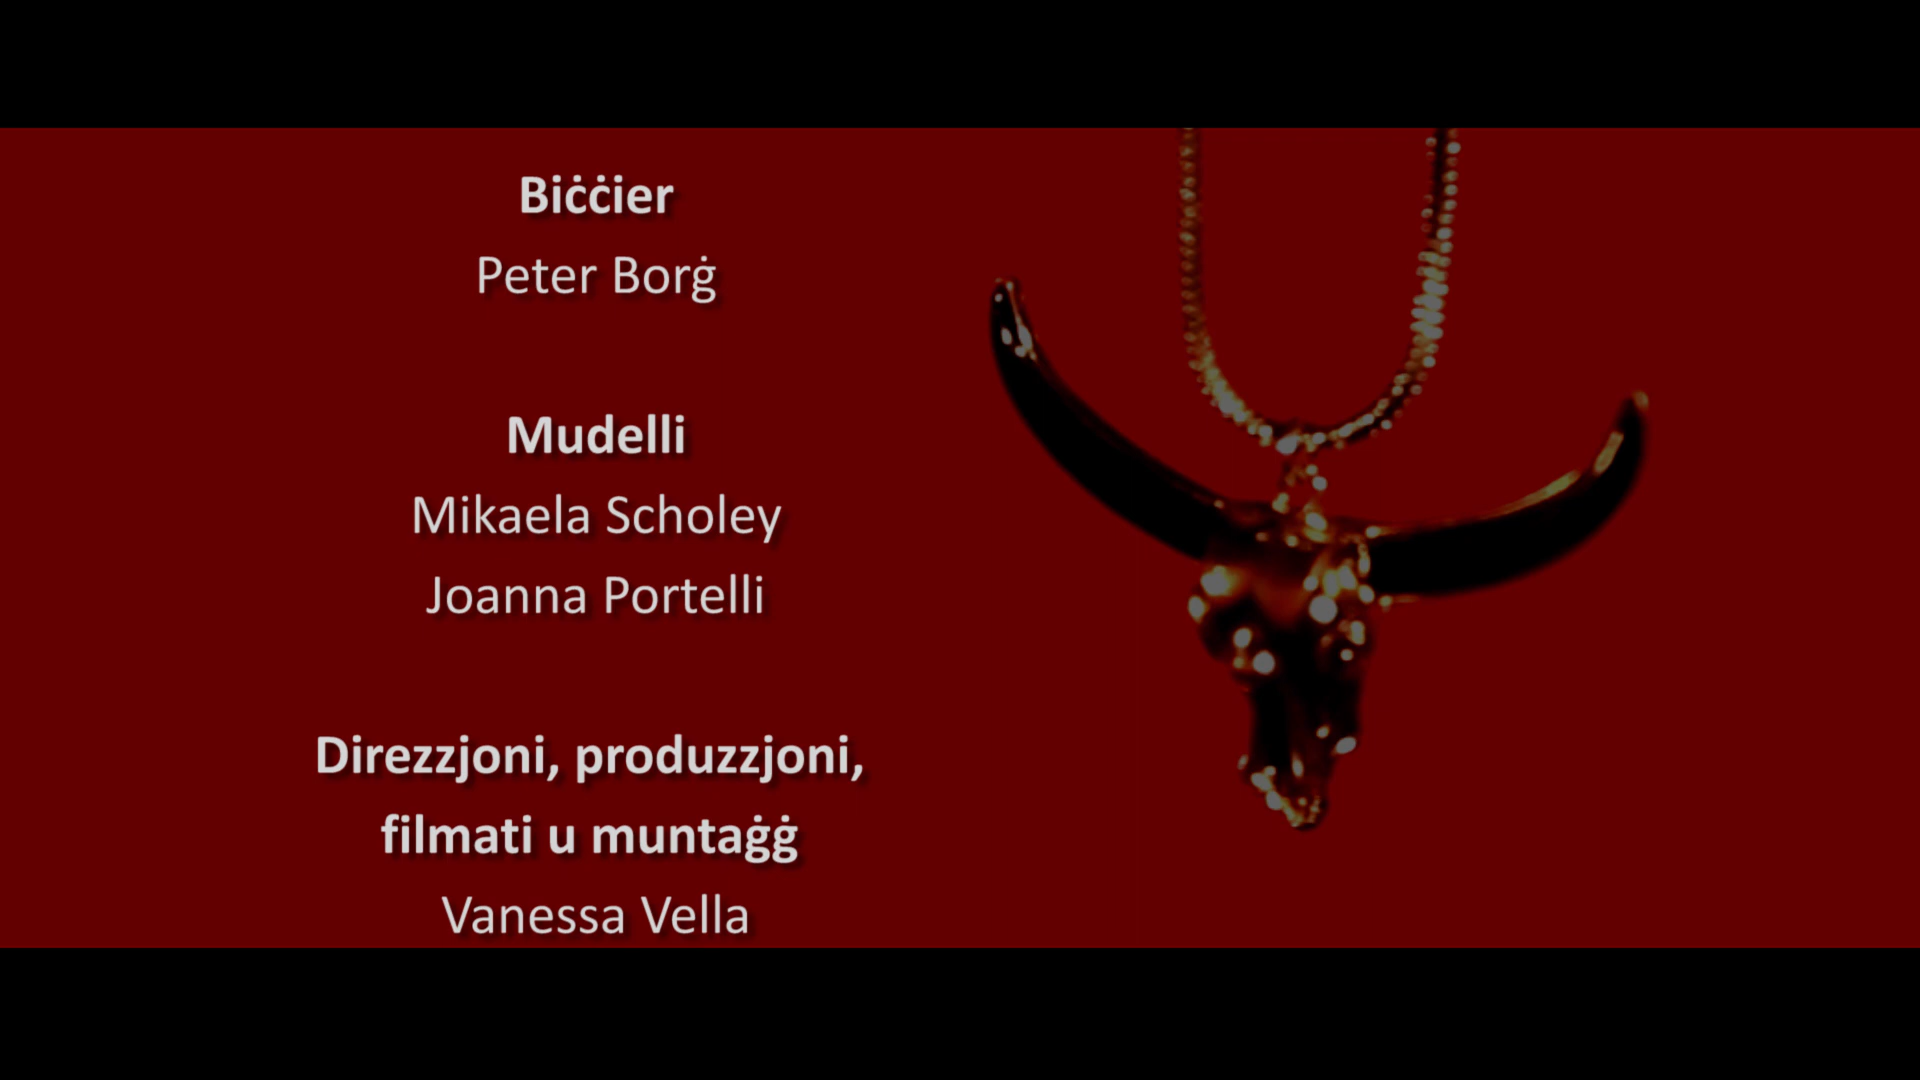 Biċċier
Peter Borġ
Mudelli
Mikaela Scholey
Joanna Portelli
Direzzjoni, produzzjoni,
filmati u muntaġġ
Vanessa Vella